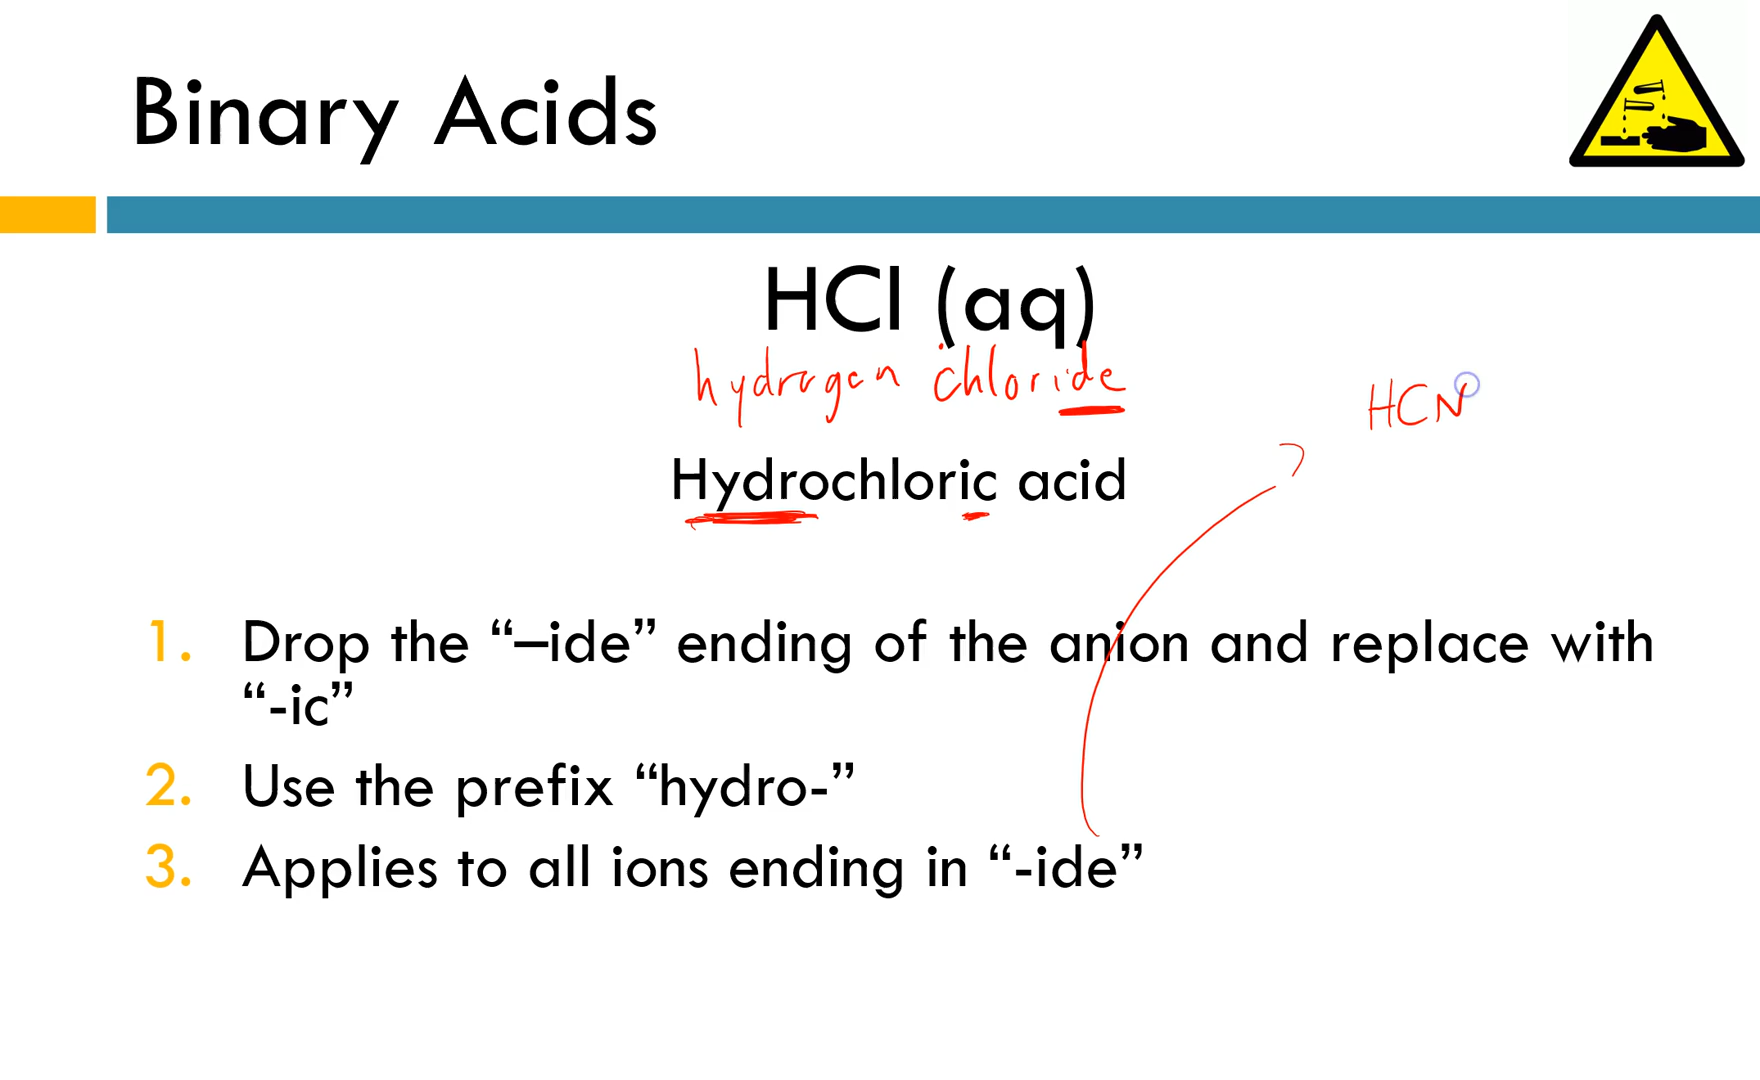 Binary Acids
HCl (aq)
hydrogen chloride
HCN
Hydrochloric acid
1. Drop the “–ide” ending of the anion and replace with
“-ic”
2. Use the prefix “hydro-”
3. Applies to all ions ending in “-ide”